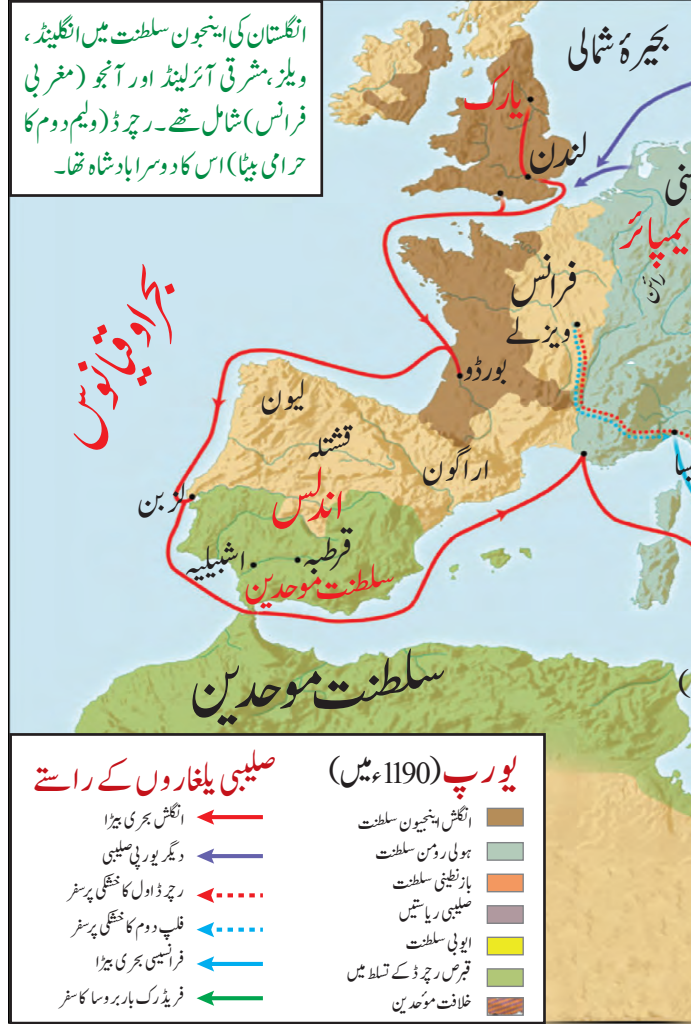 انگلستان کی اینجون سلطنت میں انگلینڈ،
ویلز، مشرقی آئرلینڈ اور آنجو (مغربی
فرانس) شامل تھے۔ رچرڈ (ولیم دوم کا
حرامی بیٹا) اس کا دوسرا بادشاہ تھا۔
بحیرۂ شمالی
یارک
لندن
نی
یمپائر
رائن
فرانس
ویزلے
بورڈو
بحر اوقیانوس
لیون
قشتلہ
اراگون
اندلس
لزبن
قرطبہ
اشبیلیہ
سلطنت موحدین
سلطنت موحدین
یورپ (1190ء میں)
انگلش اینجیون سلطنت
ہولی رومن سلطنت
بازنطینی سلطنت
صلیبی ریاستیں
ایوبی سلطنت
قبرص رچرڈ کے تسلط میں
خلافت موحّدین
صلیبی یلغاروں کے راستے
انگلش بحری بیڑا
دیگر یورپی صلیبی
رچرڈ اول کا خشکی پر سفر
فلپ دوم کا خشکی پر سفر
فرانسیسی بحری بیڑا
فریڈرک باربروسا کا سفر